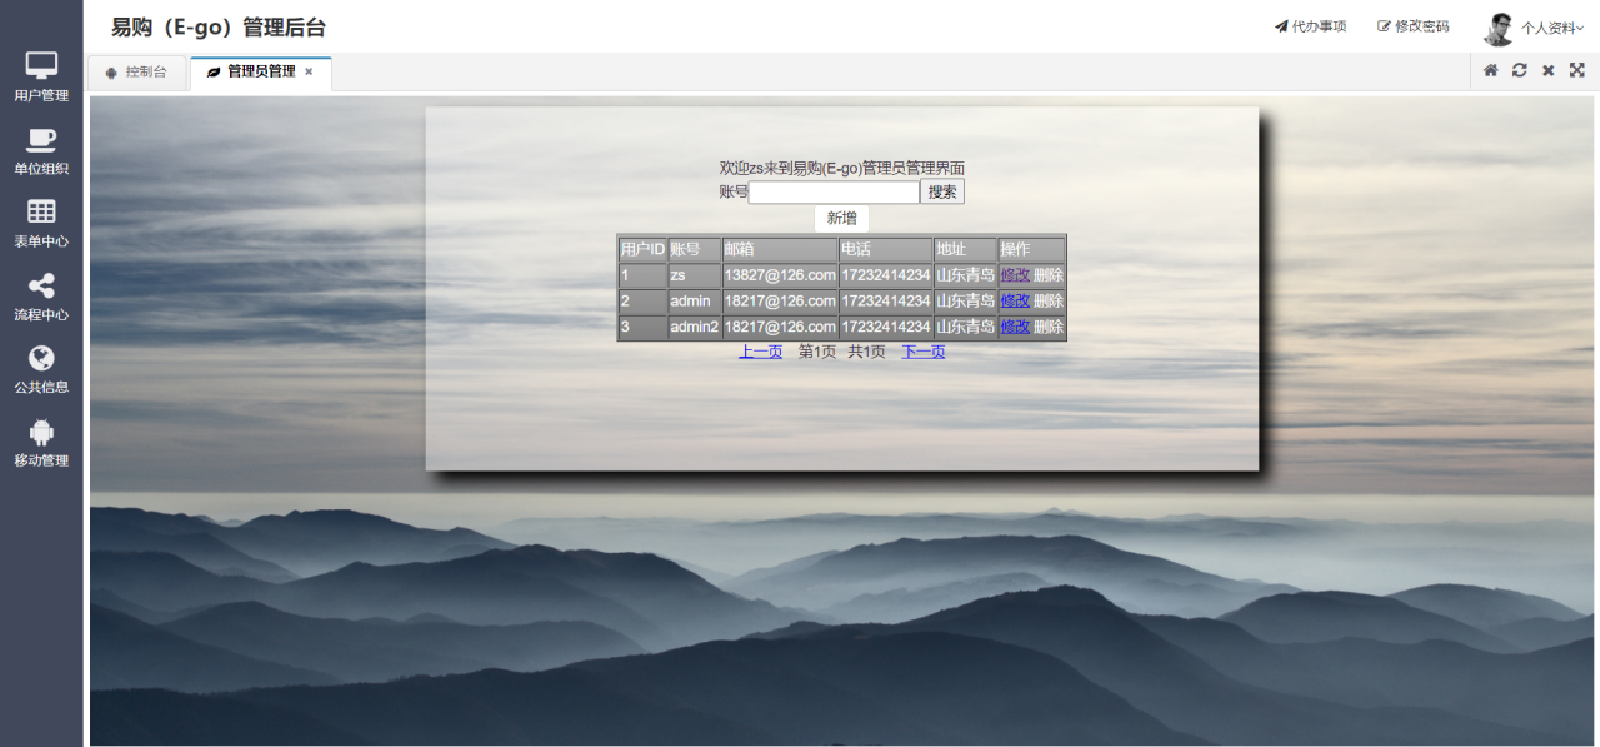 易购（E-go）管理后台
代办事项 修改密码 个人资料
控制台 管理员管理
用户管理
单位组织
表单中心
流程中心
公共信息
移动管理
欢迎zs来到易购(E-go)管理员管理界面
账号 搜索
新增
用户ID 账号 邮箱 电话 地址 操作
1 zs 13827@126.com 17232414234 山东青岛 修改 删除
2 admin 18217@126.com 17232414234 山东青岛 修改 删除
3 admin2 18217@126.com 17232414234 山东青岛 修改 删除
上一页 第1页 共1页 下一页